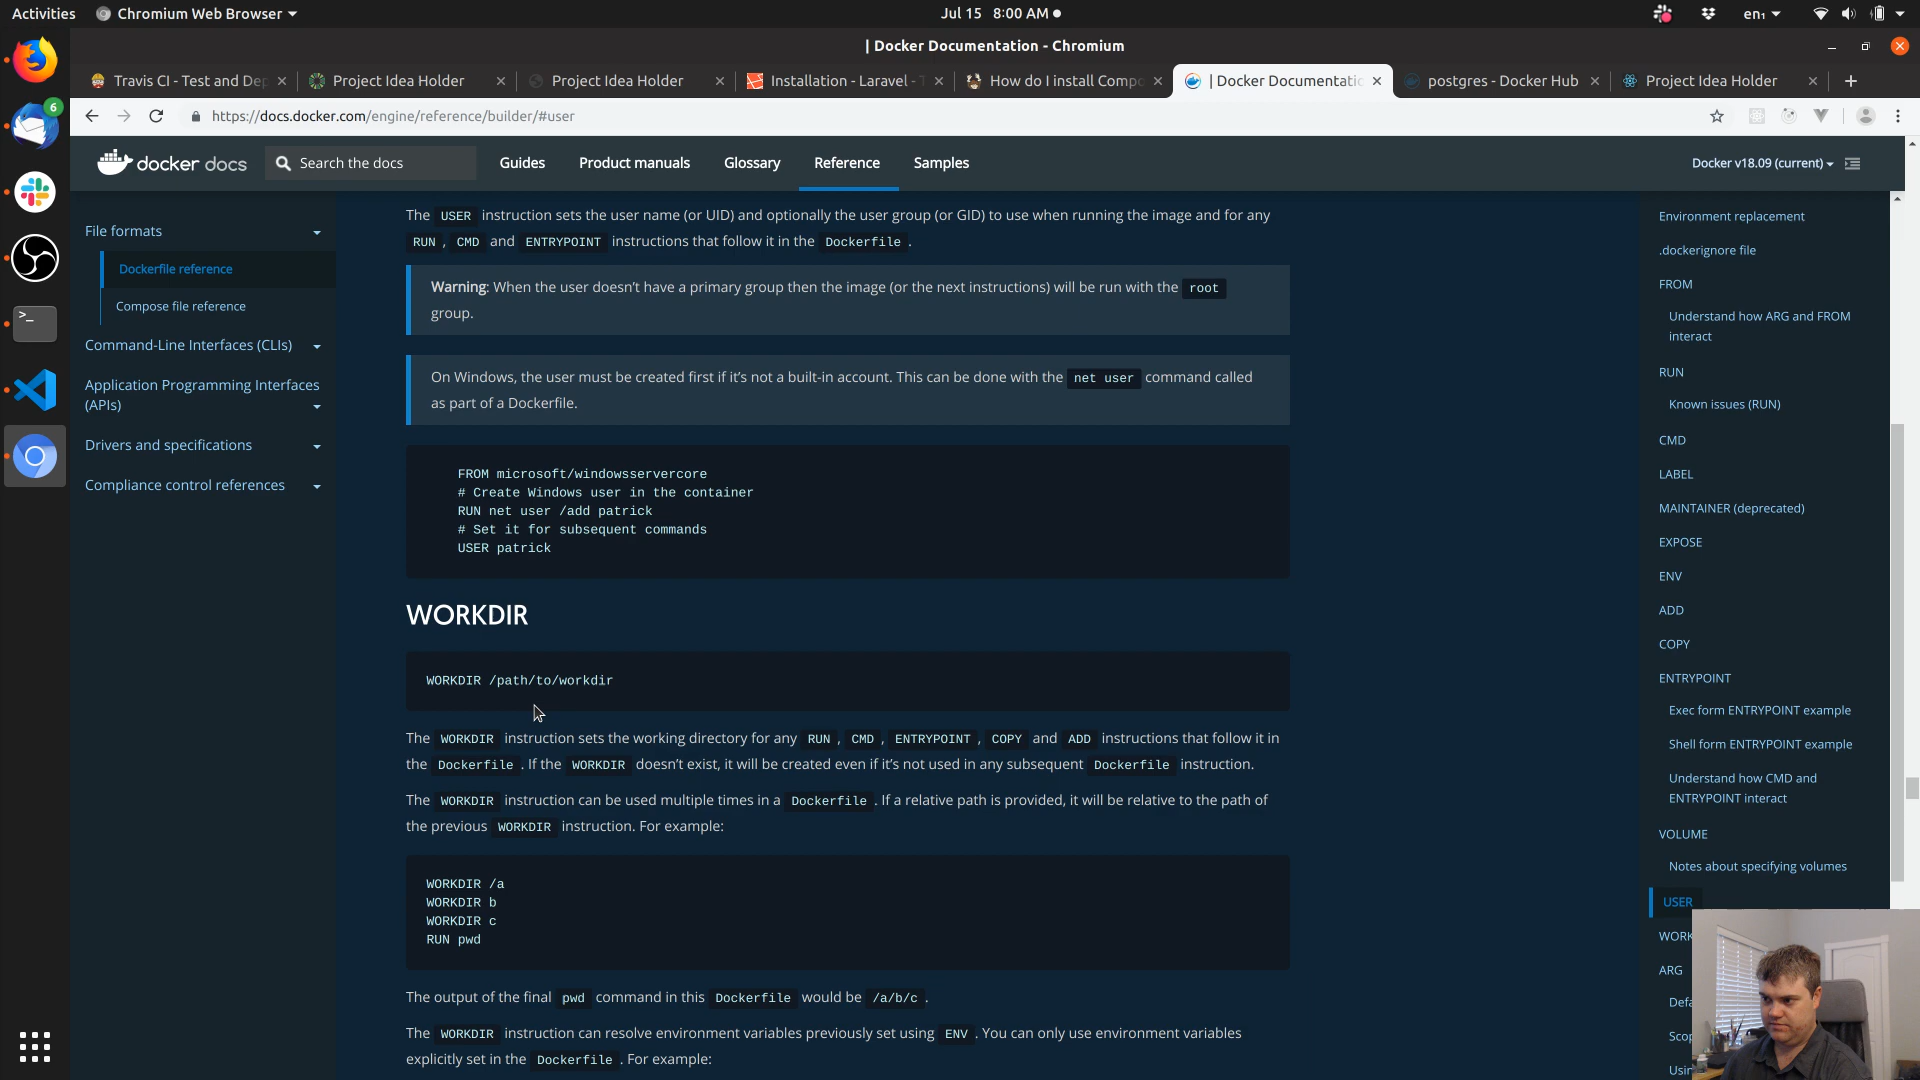 Activities
Chromium Web Browser
Jul 15 8:00 AM
en₁
| Docker Documentation - Chromium
Travis CI - Test and Dep
Project Idea Holder
Project Idea Holder
Installation - Laravel - T
How do I install Compo
| Docker Documentatic
postgres - Docker Hub
Project Idea Holder
https://docs.docker.com/engine/reference/builder/#user
6
docker docs
Search the docs
Guides
Product manuals
Glossary
Reference
Samples
Docker v18.09 (current)
File formats
Dockerfile reference
Compose file reference
Command-Line Interfaces (CLIs)
Application Programming Interfaces
(APIs)
Drivers and specifications
Compliance control references
The USER instruction sets the user name (or UID) and optionally the user group (or GID) to use when running the image and for any
RUN , CMD and ENTRYPOINT instructions that follow it in the Dockerfile .
Warning: When the user doesn’t have a primary group then the image (or the next instructions) will be run with the root
group.
On Windows, the user must be created first if it’s not a built-in account. This can be done with the net user command called
as part of a Dockerfile.
FROM microsoft/windowsservercore
# Create Windows user in the container
RUN net user /add patrick
# Set it for subsequent commands
USER patrick
WORKDIR
WORKDIR /path/to/workdir
The WORKDIR instruction sets the working directory for any RUN , CMD , ENTRYPOINT , COPY and ADD instructions that follow it in
the Dockerfile . If the WORKDIR doesn’t exist, it will be created even if it’s not used in any subsequent Dockerfile instruction.
The WORKDIR instruction can be used multiple times in a Dockerfile . If a relative path is provided, it will be relative to the path of
the previous WORKDIR instruction. For example:
WORKDIR /a
WORKDIR b
WORKDIR c
RUN pwd
The output of the final pwd command in this Dockerfile would be /a/b/c .
The WORKDIR instruction can resolve environment variables previously set using ENV . You can only use environment variables
explicitly set in the Dockerfile . For example:
Environment replacement
.dockerignore file
FROM
Understand how ARG and FROM
interact
RUN
Known issues (RUN)
CMD
LABEL
MAINTAINER (deprecated)
EXPOSE
ENV
ADD
COPY
ENTRYPOINT
Exec form ENTRYPOINT example
Shell form ENTRYPOINT example
Understand how CMD and
ENTRYPOINT interact
VOLUME
Notes about specifying volumes
USER
WORK
ARG
Defa
Scop
Usin